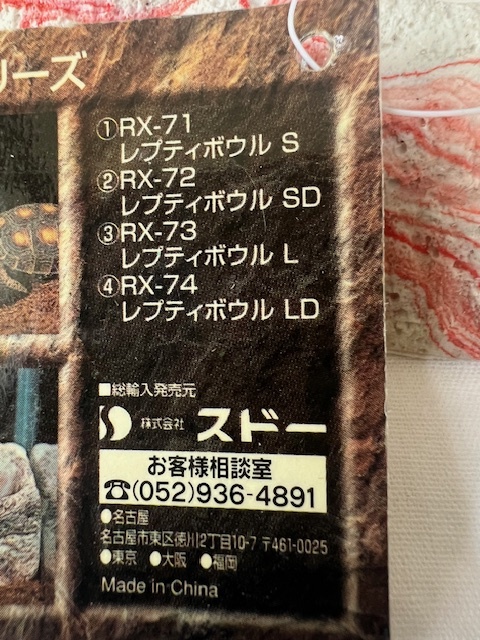 リーズ
①RX-71
レプティボウル S
②RX-72
レプティボウル SD
③RX-73
レプティボウル L
④RX-74
レプティボウル LD
■総輸入発売元
株式会社 スドー
お客様相談室
☎(052)936-4891
●名古屋
名古屋市東区徳川2丁目10-7 〒461-0025
●東京 ●大阪 ●福岡
Made in China